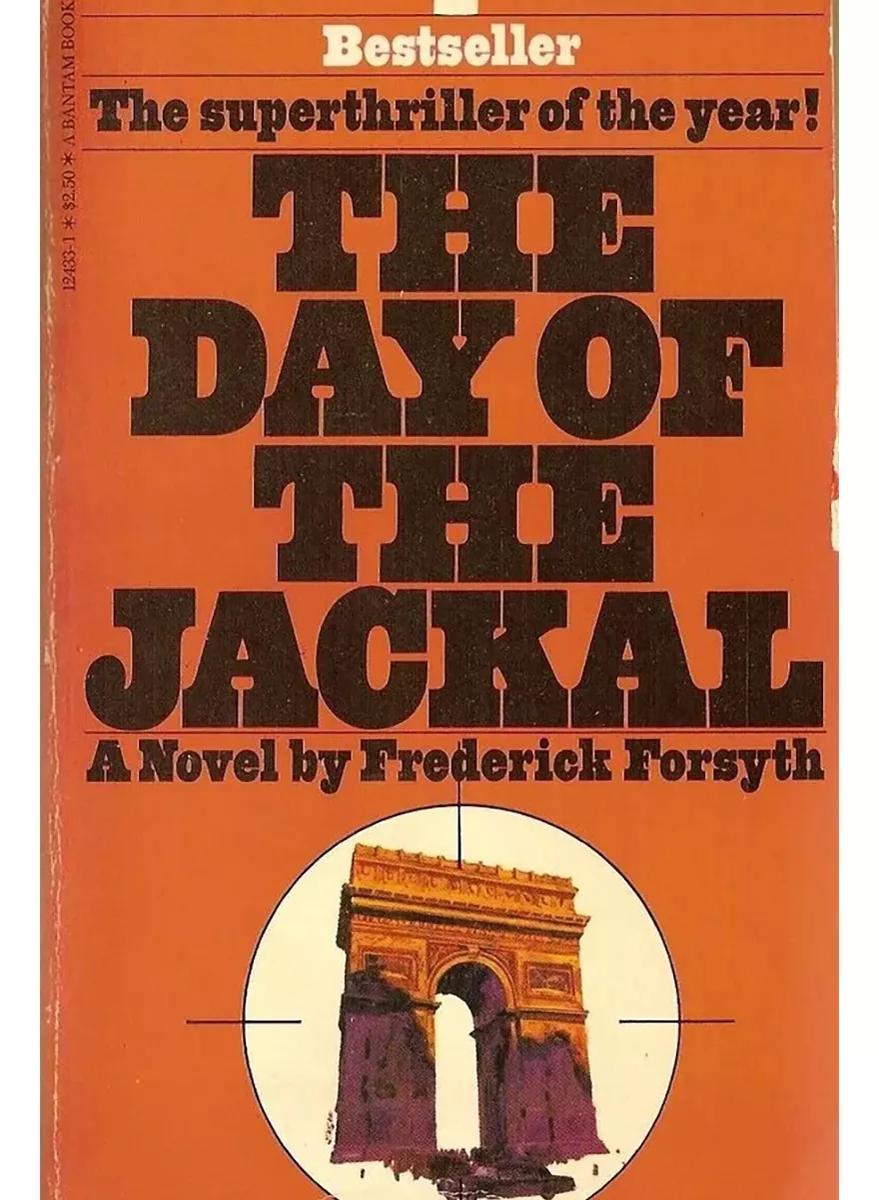 Bestseller
The superthriller of the year!
THE
DAY OF
THE
JACKAL
A Novel by Frederick Forsyth
12433-1 * $2.50 * A BANTAM BOOK